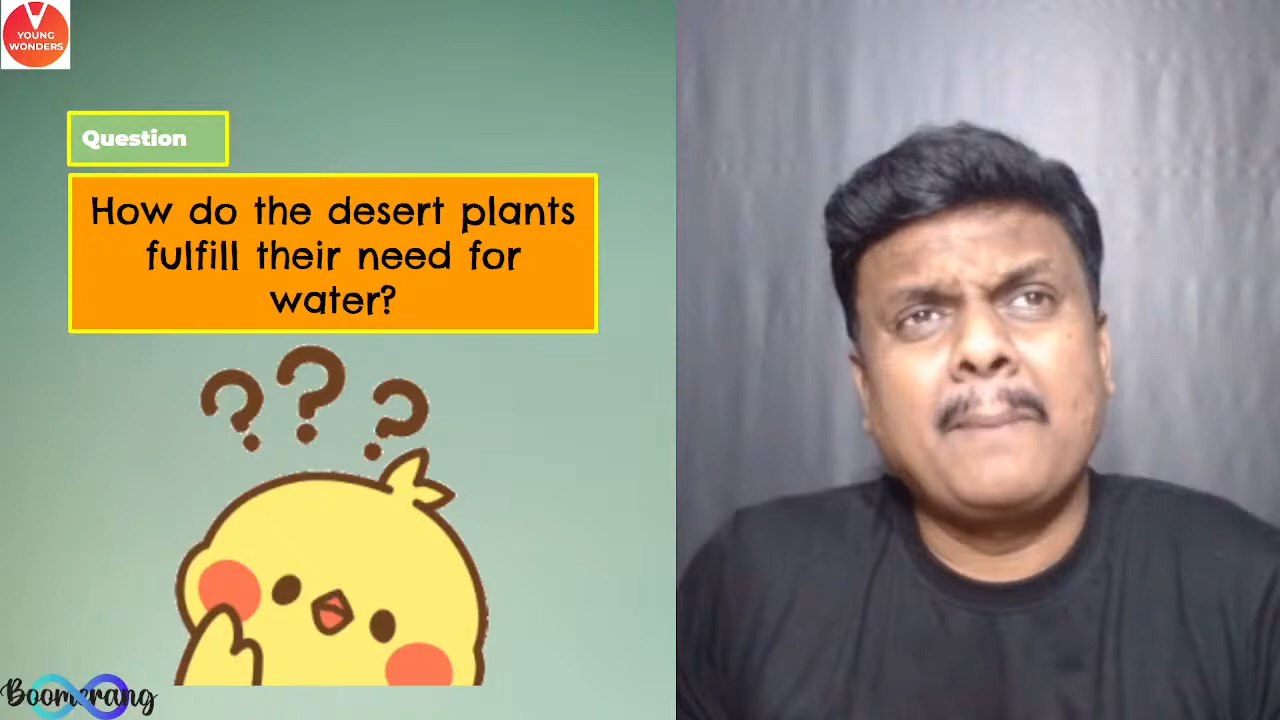 YOUNG
WONDERS
Question
How do the desert plants
fulfill their need for
water?
???
Boomerang